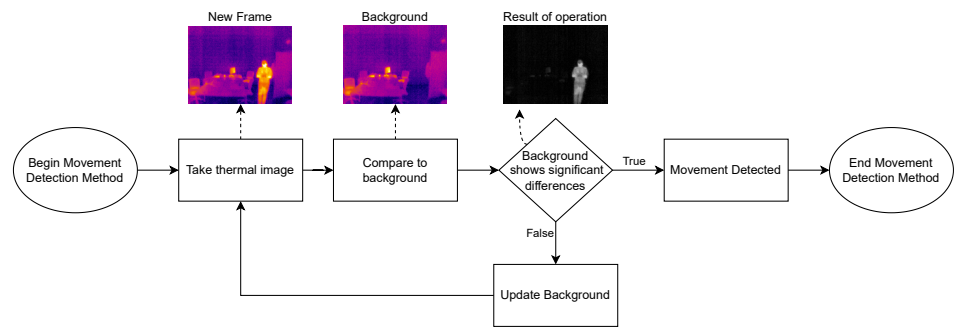 New Frame
Background
Result of operation
Begin Movement
Detection Method
Take thermal image
Compare to
background
Background
shows significant
differences
True
Movement Detected
End Movement
Detection Method
False
Update Background